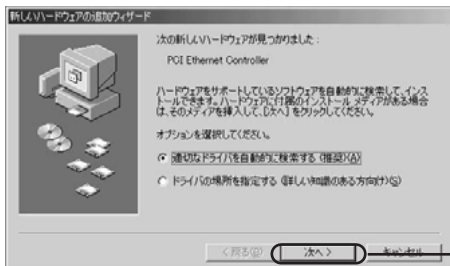 新しいハードウェアの追加ウィザード
次の新しいハードウェアが見つかりました :
PCI Ethernet Controller
ハードウェアをサポートしているソフトウェアを自動的に検索して、インス
トールできます。ハードウェアに付属のインストール メディアがある場合
は、そのメディアを挿入して、[次へ] をクリックしてください。
オプションを選択してください。
適切なドライバを自動的に検索する (推奨)(A)
ドライバの場所を指定する (詳しい知識のある方向け)(S)
< 戻る(B)
次へ >
キャンセル